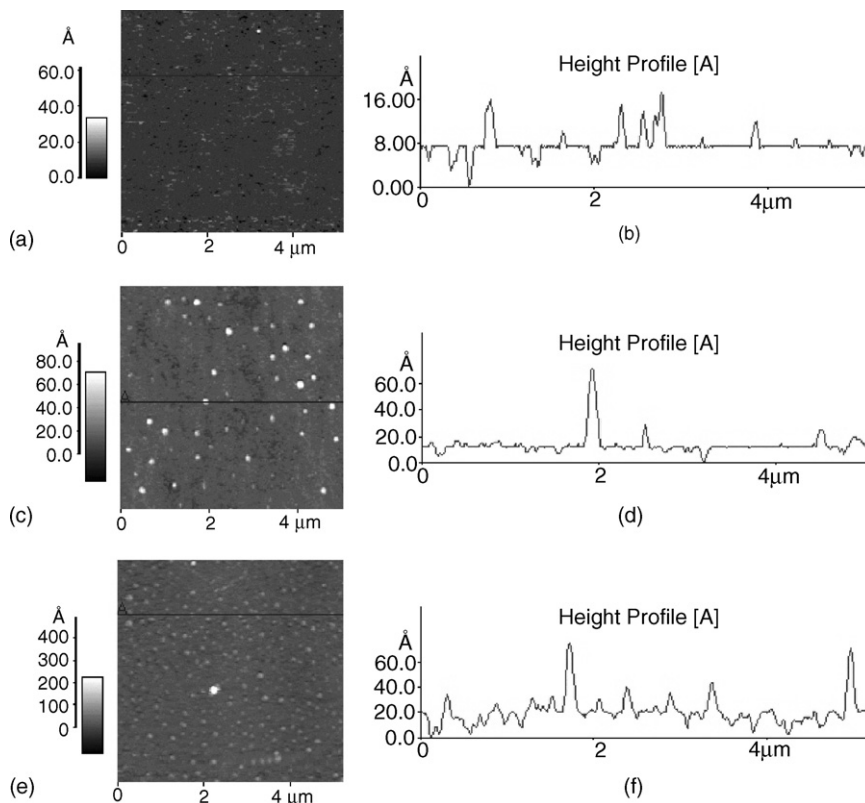 Å
60.0
40.0
20.0
0.0
0 2 4 μm
(a)
Height Profile [A]
Å
16.00
8.00
0.00
0 2 4μm
(b)
Å
80.0
60.0
40.0
20.0
0.0
0 2 4 μm
(c)
Height Profile [A]
Å
60.0
40.0
20.0
0.0
0 2 4μm
(d)
Å
400
300
200
100
0
0 2 4 μm
(e)
Height Profile [A]
Å
60.0
40.0
20.0
0.0
0 2 4μm
(f)